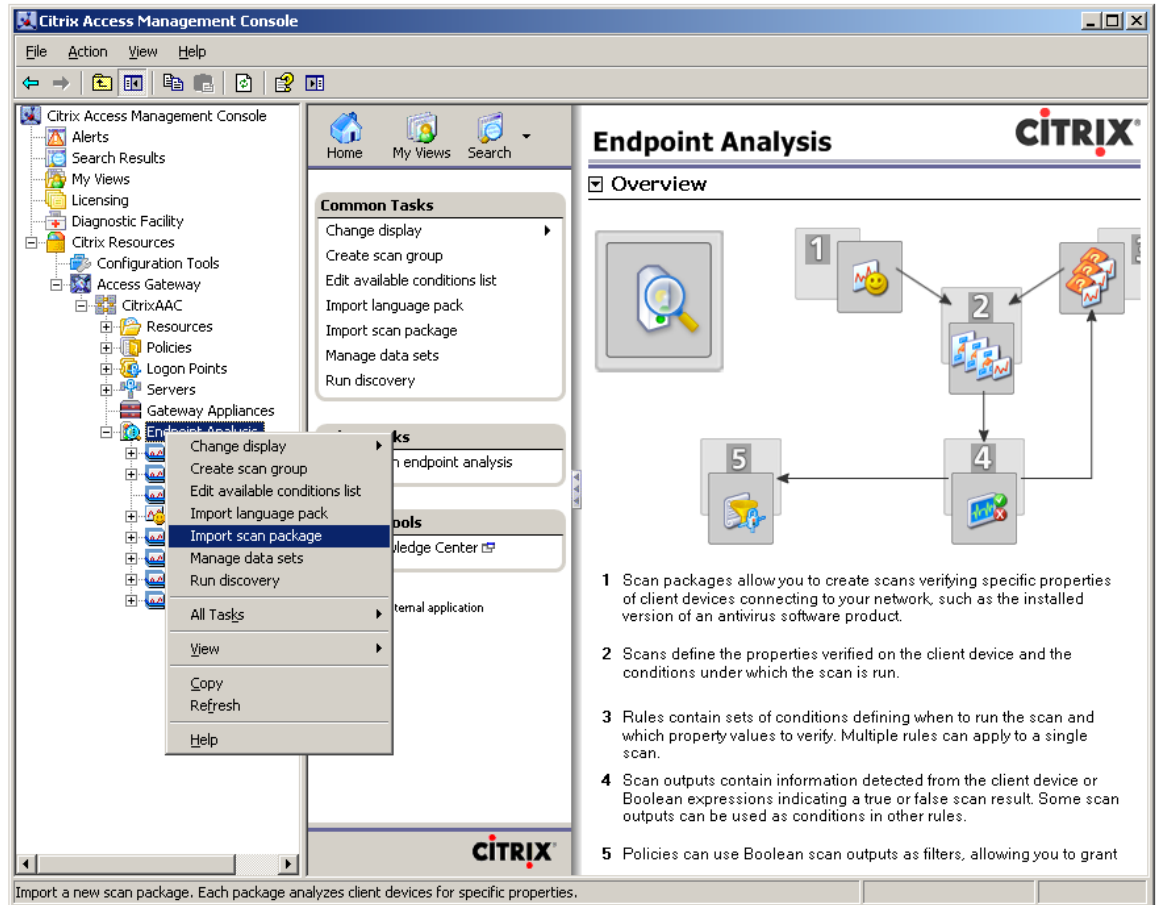 Citrix Access Management Console
File Action View Help
Citrix Access Management Console
Alerts
Search Results
My Views
Licensing
Diagnostic Facility
Citrix Resources
Configuration Tools
Access Gateway
CitrixAAC
Resources
Policies
Logon Points
Servers
Gateway Appliances
Endpoint Analysis
Change display
Create scan group
Edit available conditions list
Import language pack
Import scan package
Manage data sets
Run discovery
All Tasks
View
Copy
Refresh
Help
Home My Views Search
Common Tasks
Change display
Create scan group
Edit available conditions list
Import language pack
Import scan package
Manage data sets
Run discovery
endpoint analysis
Center
application
CITRIX
Endpoint Analysis
CITRIX
Overview
1
2
5
4
1 Scan packages allow you to create scans verifying specific properties
of client devices connecting to your network, such as the installed
version of an antivirus software product.
2 Scans define the properties verified on the client device and the
conditions under which the scan is run.
3 Rules contain sets of conditions defining when to run the scan and
which property values to verify. Multiple rules can apply to a single
scan.
4 Scan outputs contain information detected from the client device or
Boolean expressions indicating a true or false scan result. Some scan
outputs can be used as conditions in other rules.
5 Policies can use Boolean scan outputs as filters, allowing you to grant
Import a new scan package. Each package analyzes client devices for specific properties.